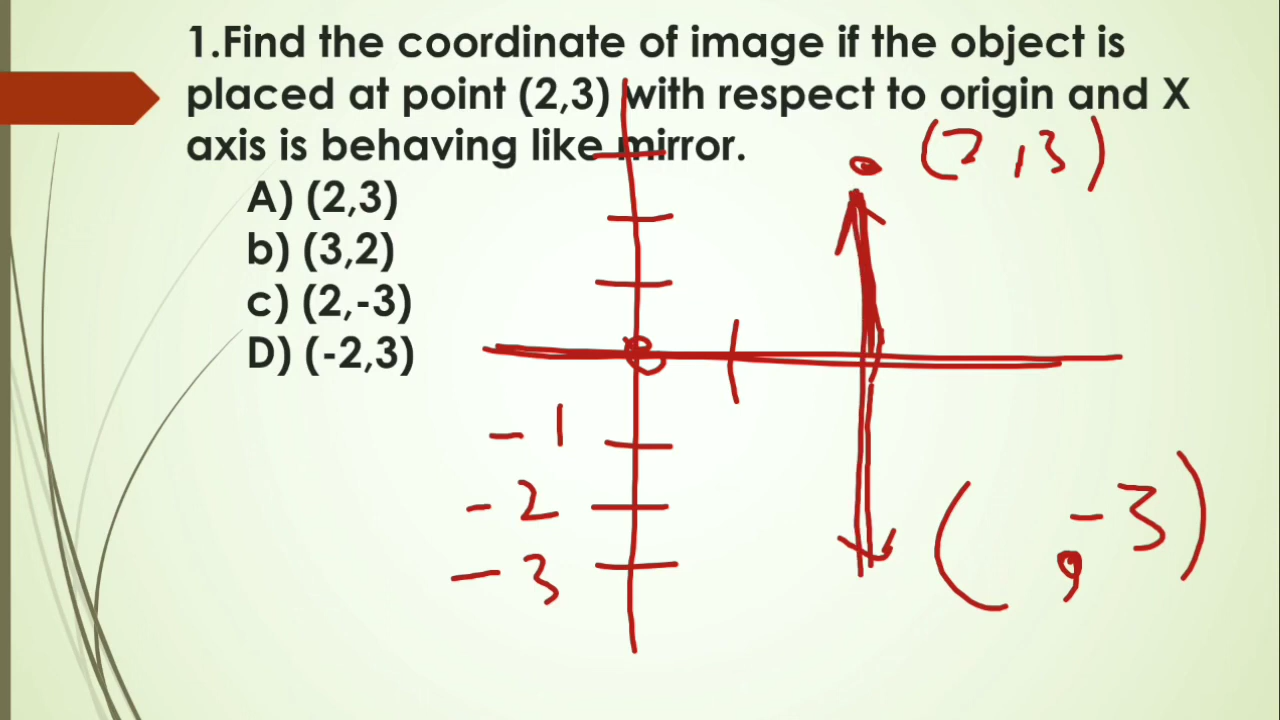 1.Find the coordinate of image if the object is
placed at point (2,3) with respect to origin and X
axis is behaving like mirror.
A) (2,3)
b) (3,2)
c) (2,-3)
D) (-2,3)
(2,3)
-1
-2
-3
( , -3)